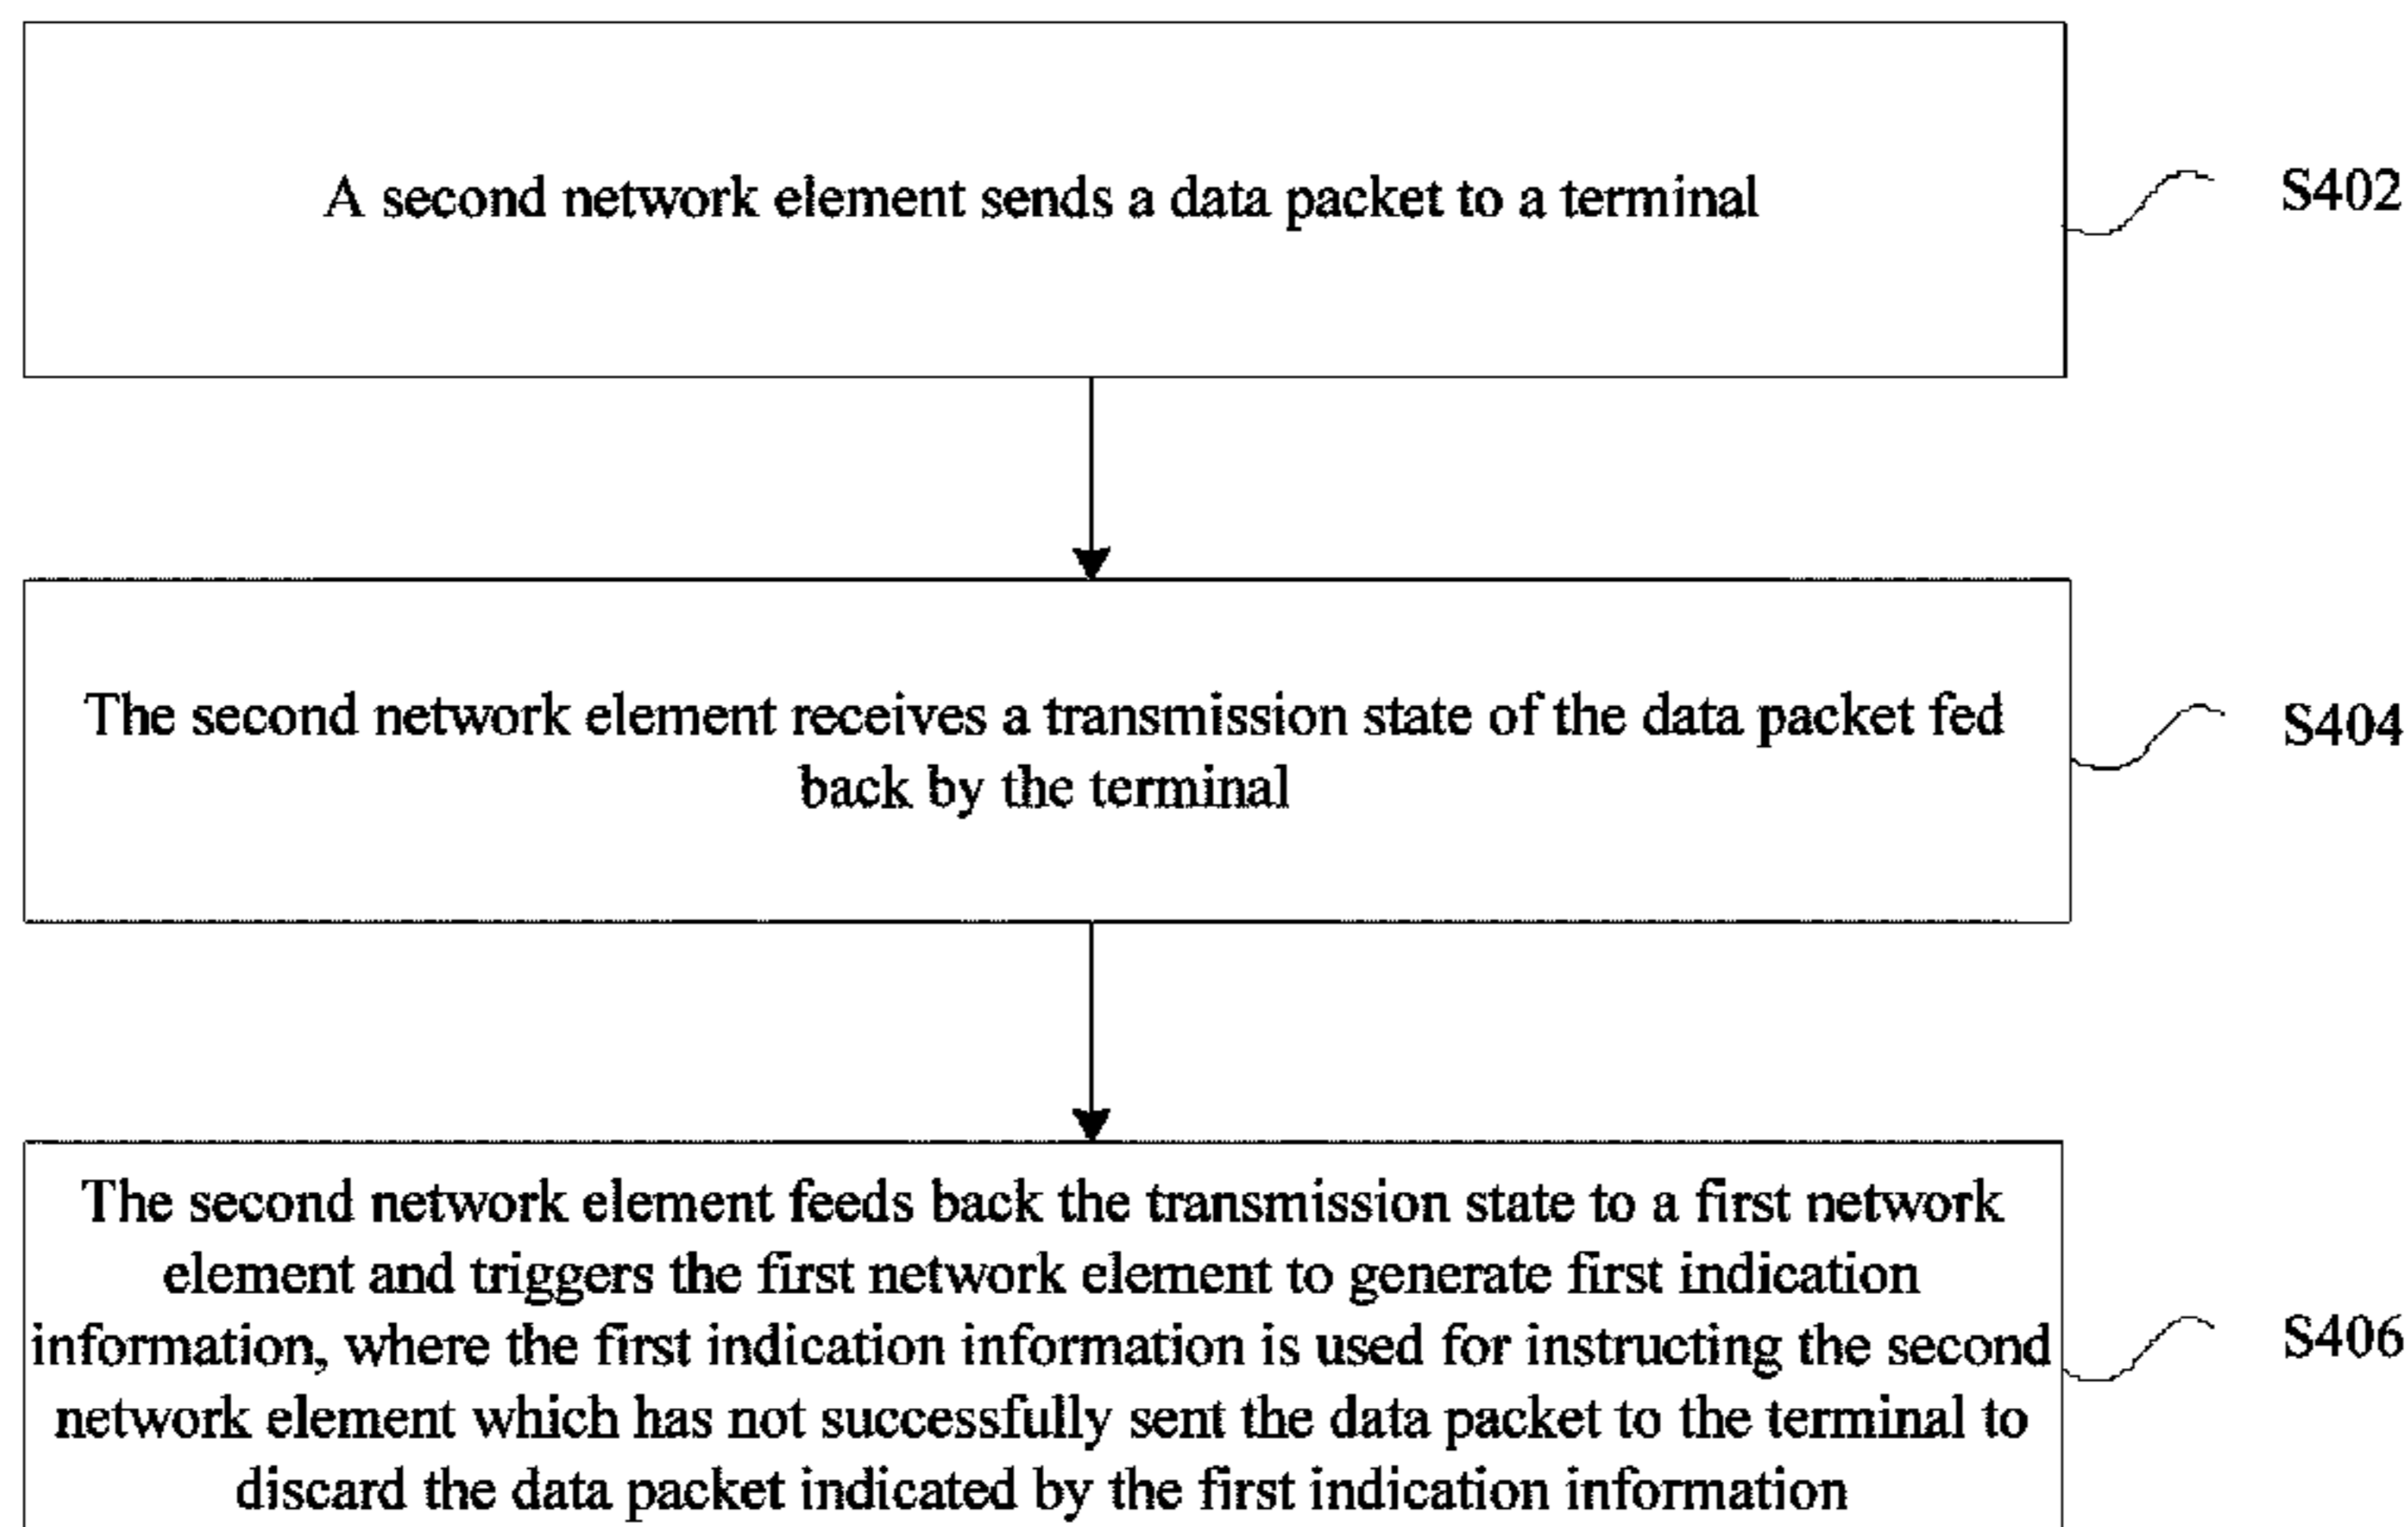 A second network element sends a data packet to a terminal
S402
The second network element receives a transmission state of the data packet fed
back by the terminal
S404
The second network element feeds back the transmission state to a first network
element and triggers the first network element to generate first indication
information, where the first indication information is used for instructing the second
network element which has not successfully sent the data packet to the terminal to
discard the data packet indicated by the first indication information
S406